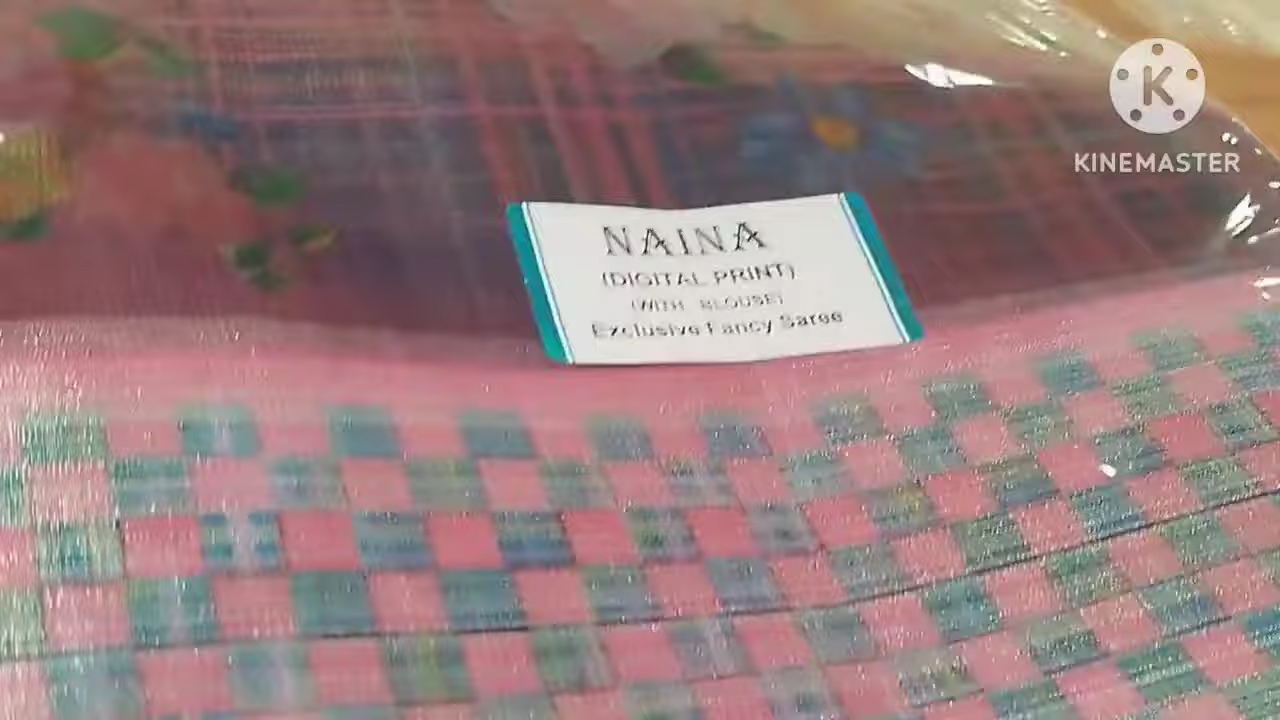 K
KINEMASTER
NAINA
(DIGITAL PRINT)
(WITH BLOUSE)
Exclusive Fancy Saree